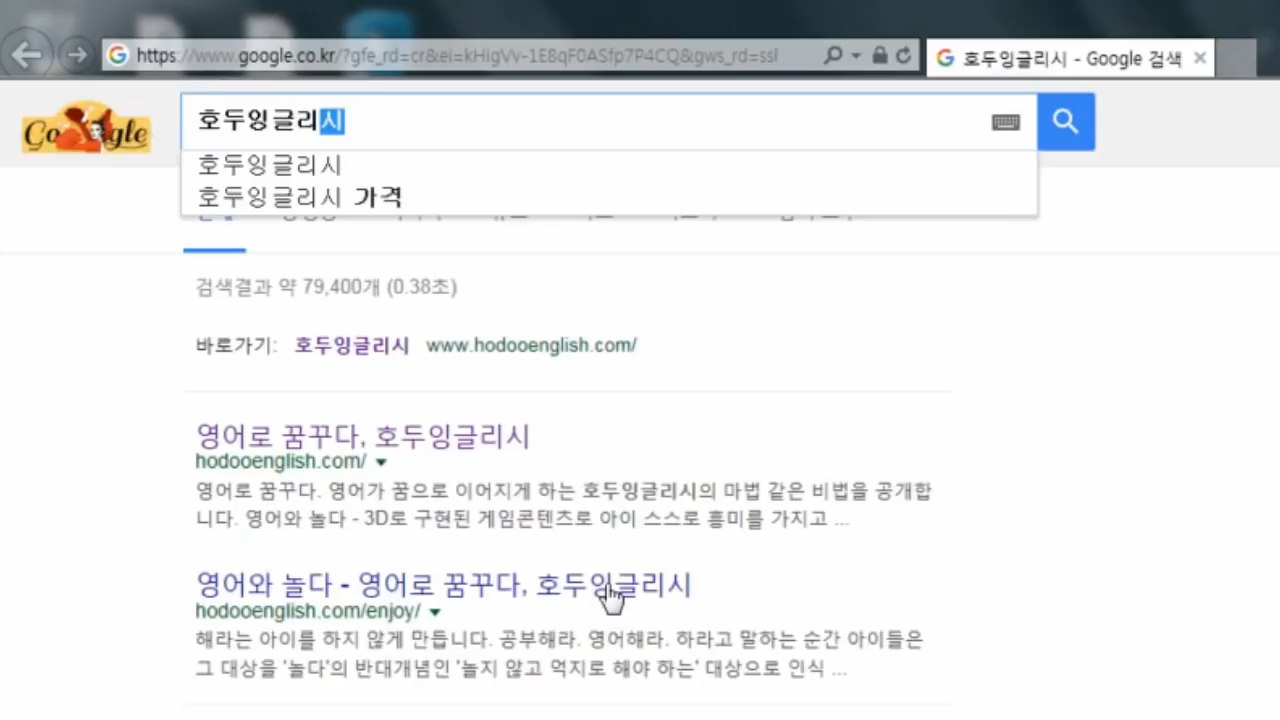 https://www.google.co.kr/?gfe_rd=cr&ei=kHigVv-1E8qF0ASfp7P4CQ&gws_rd=ssl
호두잉글리시 - Google 검색
Google
호두잉글리시
호두잉글리시
호두잉글리시 가격
검색결과 약 79,400개 (0.38초)
바로가기: 호두잉글리시 www.hodooenglish.com/
영어로 꿈꾸다, 호두잉글리시
hodooenglish.com/
영어로 꿈꾸다. 영어가 꿈으로 이어지게 하는 호두잉글리시의 마법 같은 비법을 공개합
니다. 영어와 놀다 - 3D로 구현된 게임콘텐츠로 아이 스스로 흥미를 가지고 ...
영어와 놀다 - 영어로 꿈꾸다, 호두잉글리시
hodooenglish.com/enjoy/
해라는 아이를 하지 않게 만듭니다. 공부해라. 영어해라. 하라고 말하는 순간 아이들은
그 대상을 '놀다'의 반대개념인 '놀지 않고 억지로 해야 하는' 대상으로 인식 ...